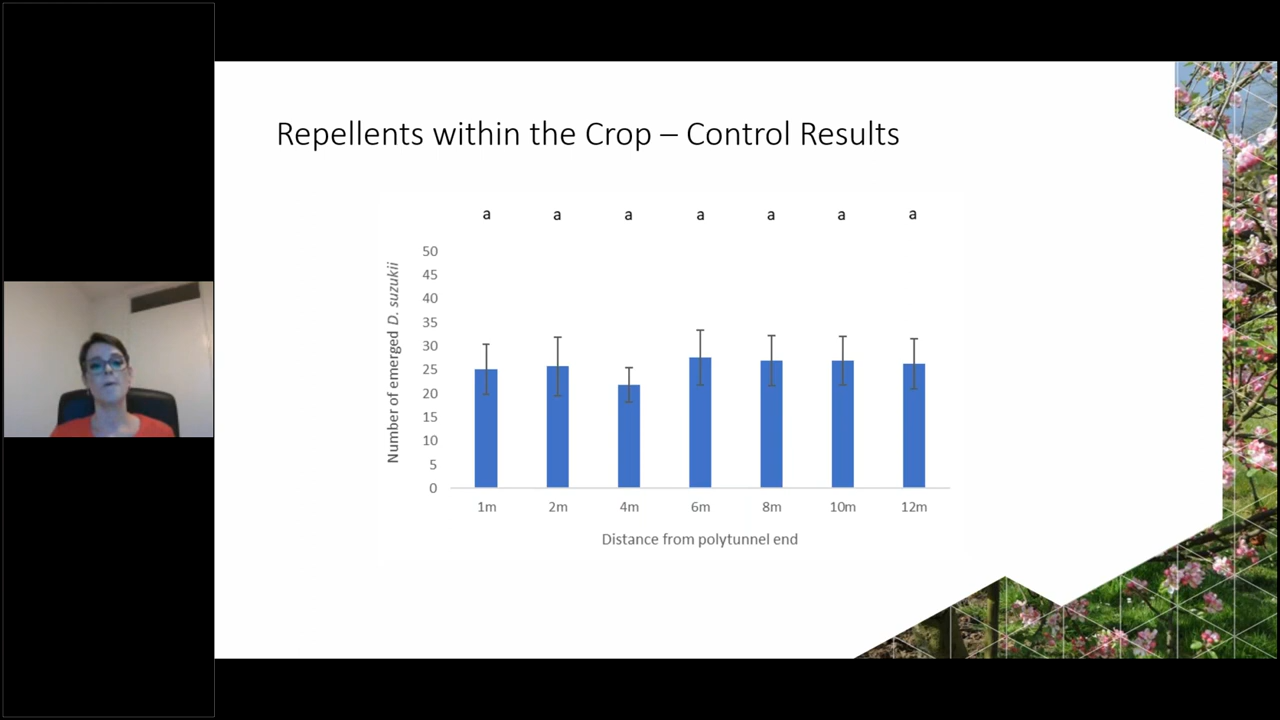 Repellents within the Crop – Control Results
a a a a a a a
50
45
40
35
30
25
20
15
10
5
0
Number of emerged D. suzukii
1m 2m 4m 6m 8m 10m 12m
Distance from polytunnel end